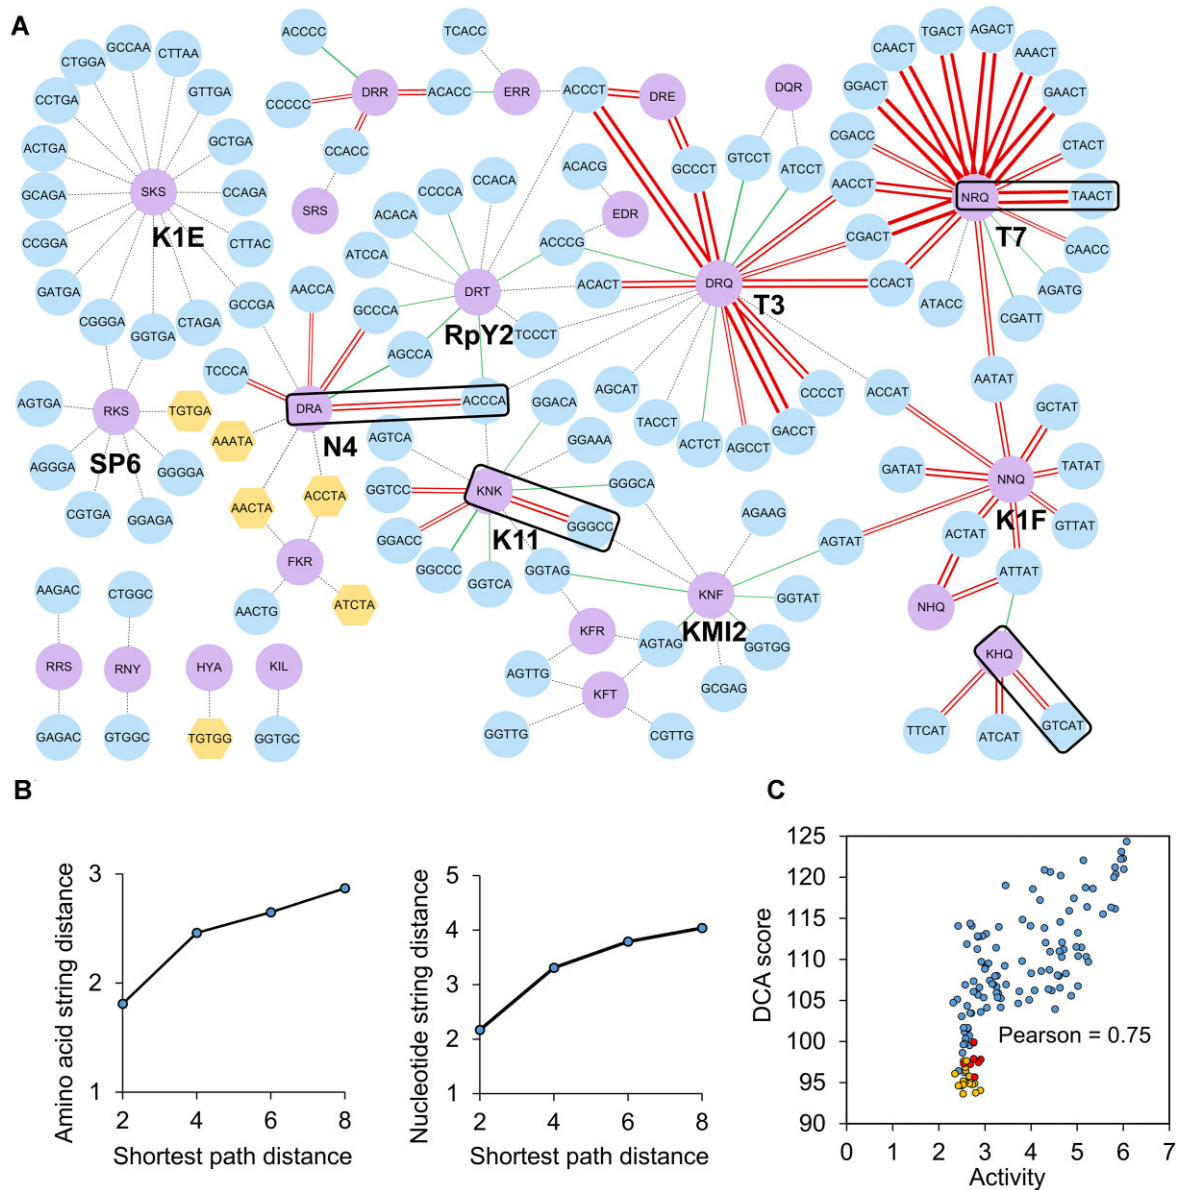 A
ACCCC
TCACC
TGACT
AGACT
CAACT
AAACT
GCCAA
CTTAA
CTGGA
GTTGA
CCTGA
GCTGA
ACTGA
CCAGA
GCAGA
SKS
K1E
CCGGA
CTTAC
GATGA
GCCGA
CGGGA
CTAGA
GGTGA
DRR
ACACC
ERR
ACCCT
DRE
DQR
CCCCC
CCACC
SRS
GGACT
GAACT
CGACC
CTACT
GTCCT
ATCCT
GCCCT
ACACG
AACCT
NRQ
TAACT
T7
CCCCA
CCACA
ACACA
EDR
ACCCG
CGACT
CAACC
ATCCA
AACCA
GCCCA
DRT
RpY2
ACACT
DRQ
T3
CCACT
ATACC
AGATG
CGATT
TCCCT
AGCCA
TCCCA
DRA
N4
ACCCA
AGTGA
RKS
SP6
TGTGA
AAATA
AGCAT
TACCT
ACTCT
AGCCT
GACCT
CCCCT
ACCAT
AATAT
GCTAT
AGTCA
GGACA
GGAAA
AGGGA
GGGGA
CGTGA
GGAGA
AACTA
ACCTA
GGTCC
KNK
K11
GGGCA
GGGCC
GATAT
NNQ
TATAT
K1F
GTTAT
GGACC
GGCCC
GGTCA
GGTAG
AGAAG
AGTAT
ACTAT
ATTAT
FKR
AACTG
ATCTA
KNF
KMI2
GGTAT
NHQ
AAGAC
CTGGC
KFR
AGTAG
GGTGG
KHQ
RRS
RNY
HYA
KIL
AGTTG
KFT
GCGAG
GAGAC
GTGGC
TGTGG
GGTGC
GGTTG
CGTTG
TTCAT
ATCAT
GTCAT
B
Amino acid string distance
3
2
1
2 4 6 8
Shortest path distance
Nucleotide string distance
5
4
3
2
1
2 4 6 8
Shortest path distance
C
DCA score
125
120
115
110
105
100
95
90
Pearson = 0.75
0 1 2 3 4 5 6 7
Activity